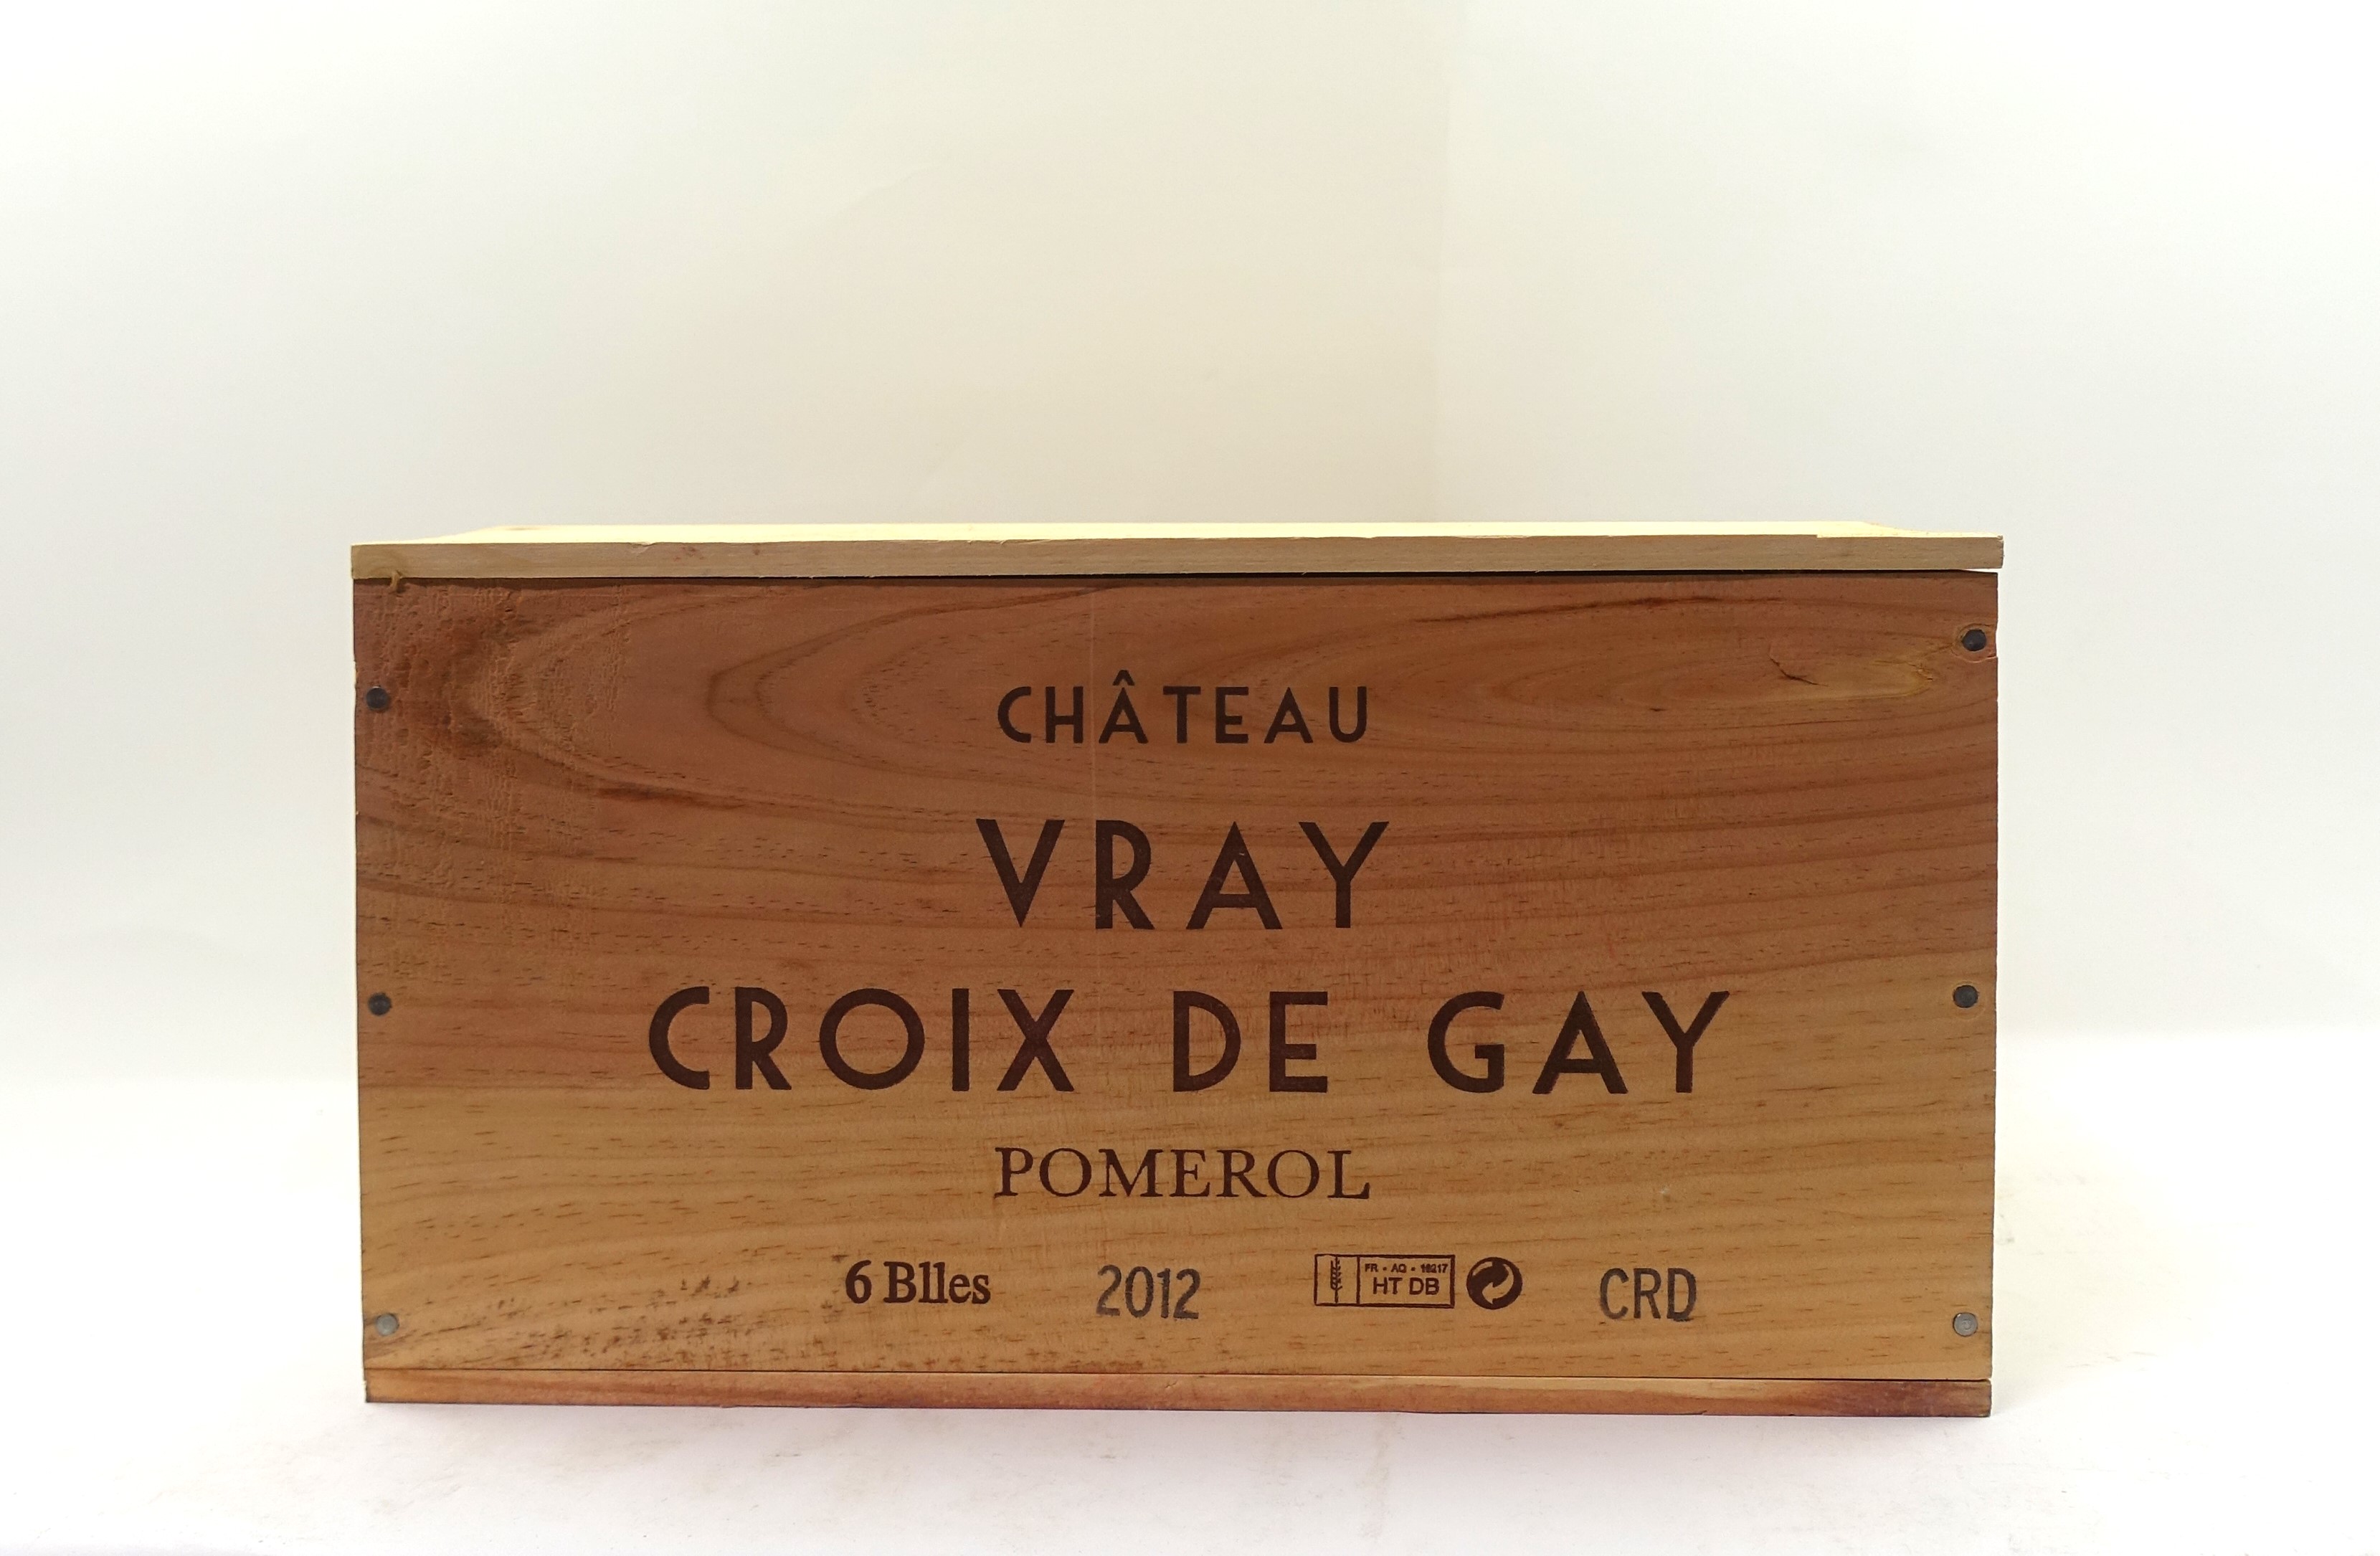 CHÂTEAU
VRAY
CROIX DE GAY
POMEROL
6 Blles 2012 FR - AQ - 16217 CRD
HT DB